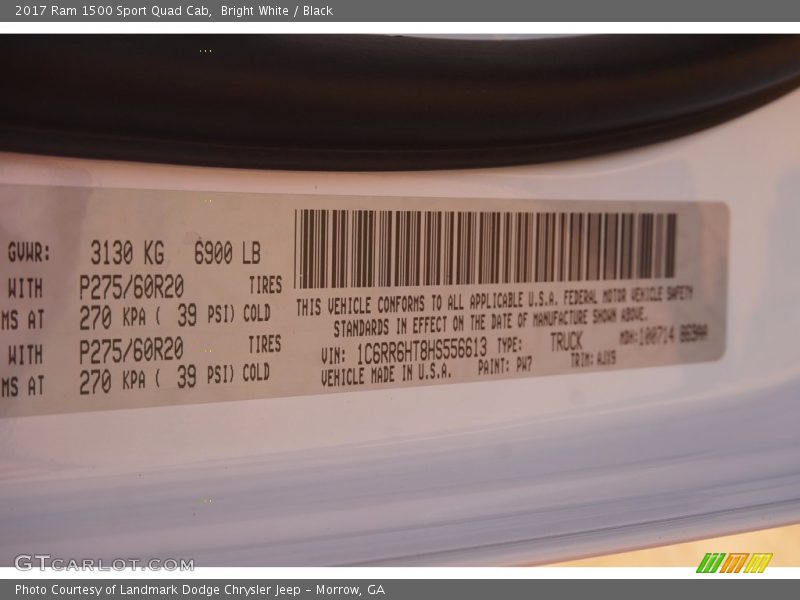 2017 Ram 1500 Sport Quad Cab,  Bright White / Black
GVWR: 3130 KG 6900 LB
WITH P275/60R20 TIRES
MS AT 270 KPA ( 39 PSI) COLD
WITH P275/60R20 TIRES
MS AT 270 KPA ( 39 PSI) COLD
THIS VEHICLE CONFORMS TO ALL APPLICABLE U.S.A. FEDERAL MOTOR VEHICLE SAFETY
STANDARDS IN EFFECT ON THE DATE OF MANUFACTURE SHOWN ABOVE.
VIN: 1C6RR6HT8HS556613 TYPE: TRUCK MDH:100714
VEHICLE MADE IN U.S.A. PAINT: PW7 TRIM:
GTCARLOT.COM
Photo Courtesy of Landmark Dodge Chrysler Jeep – Morrow, GA